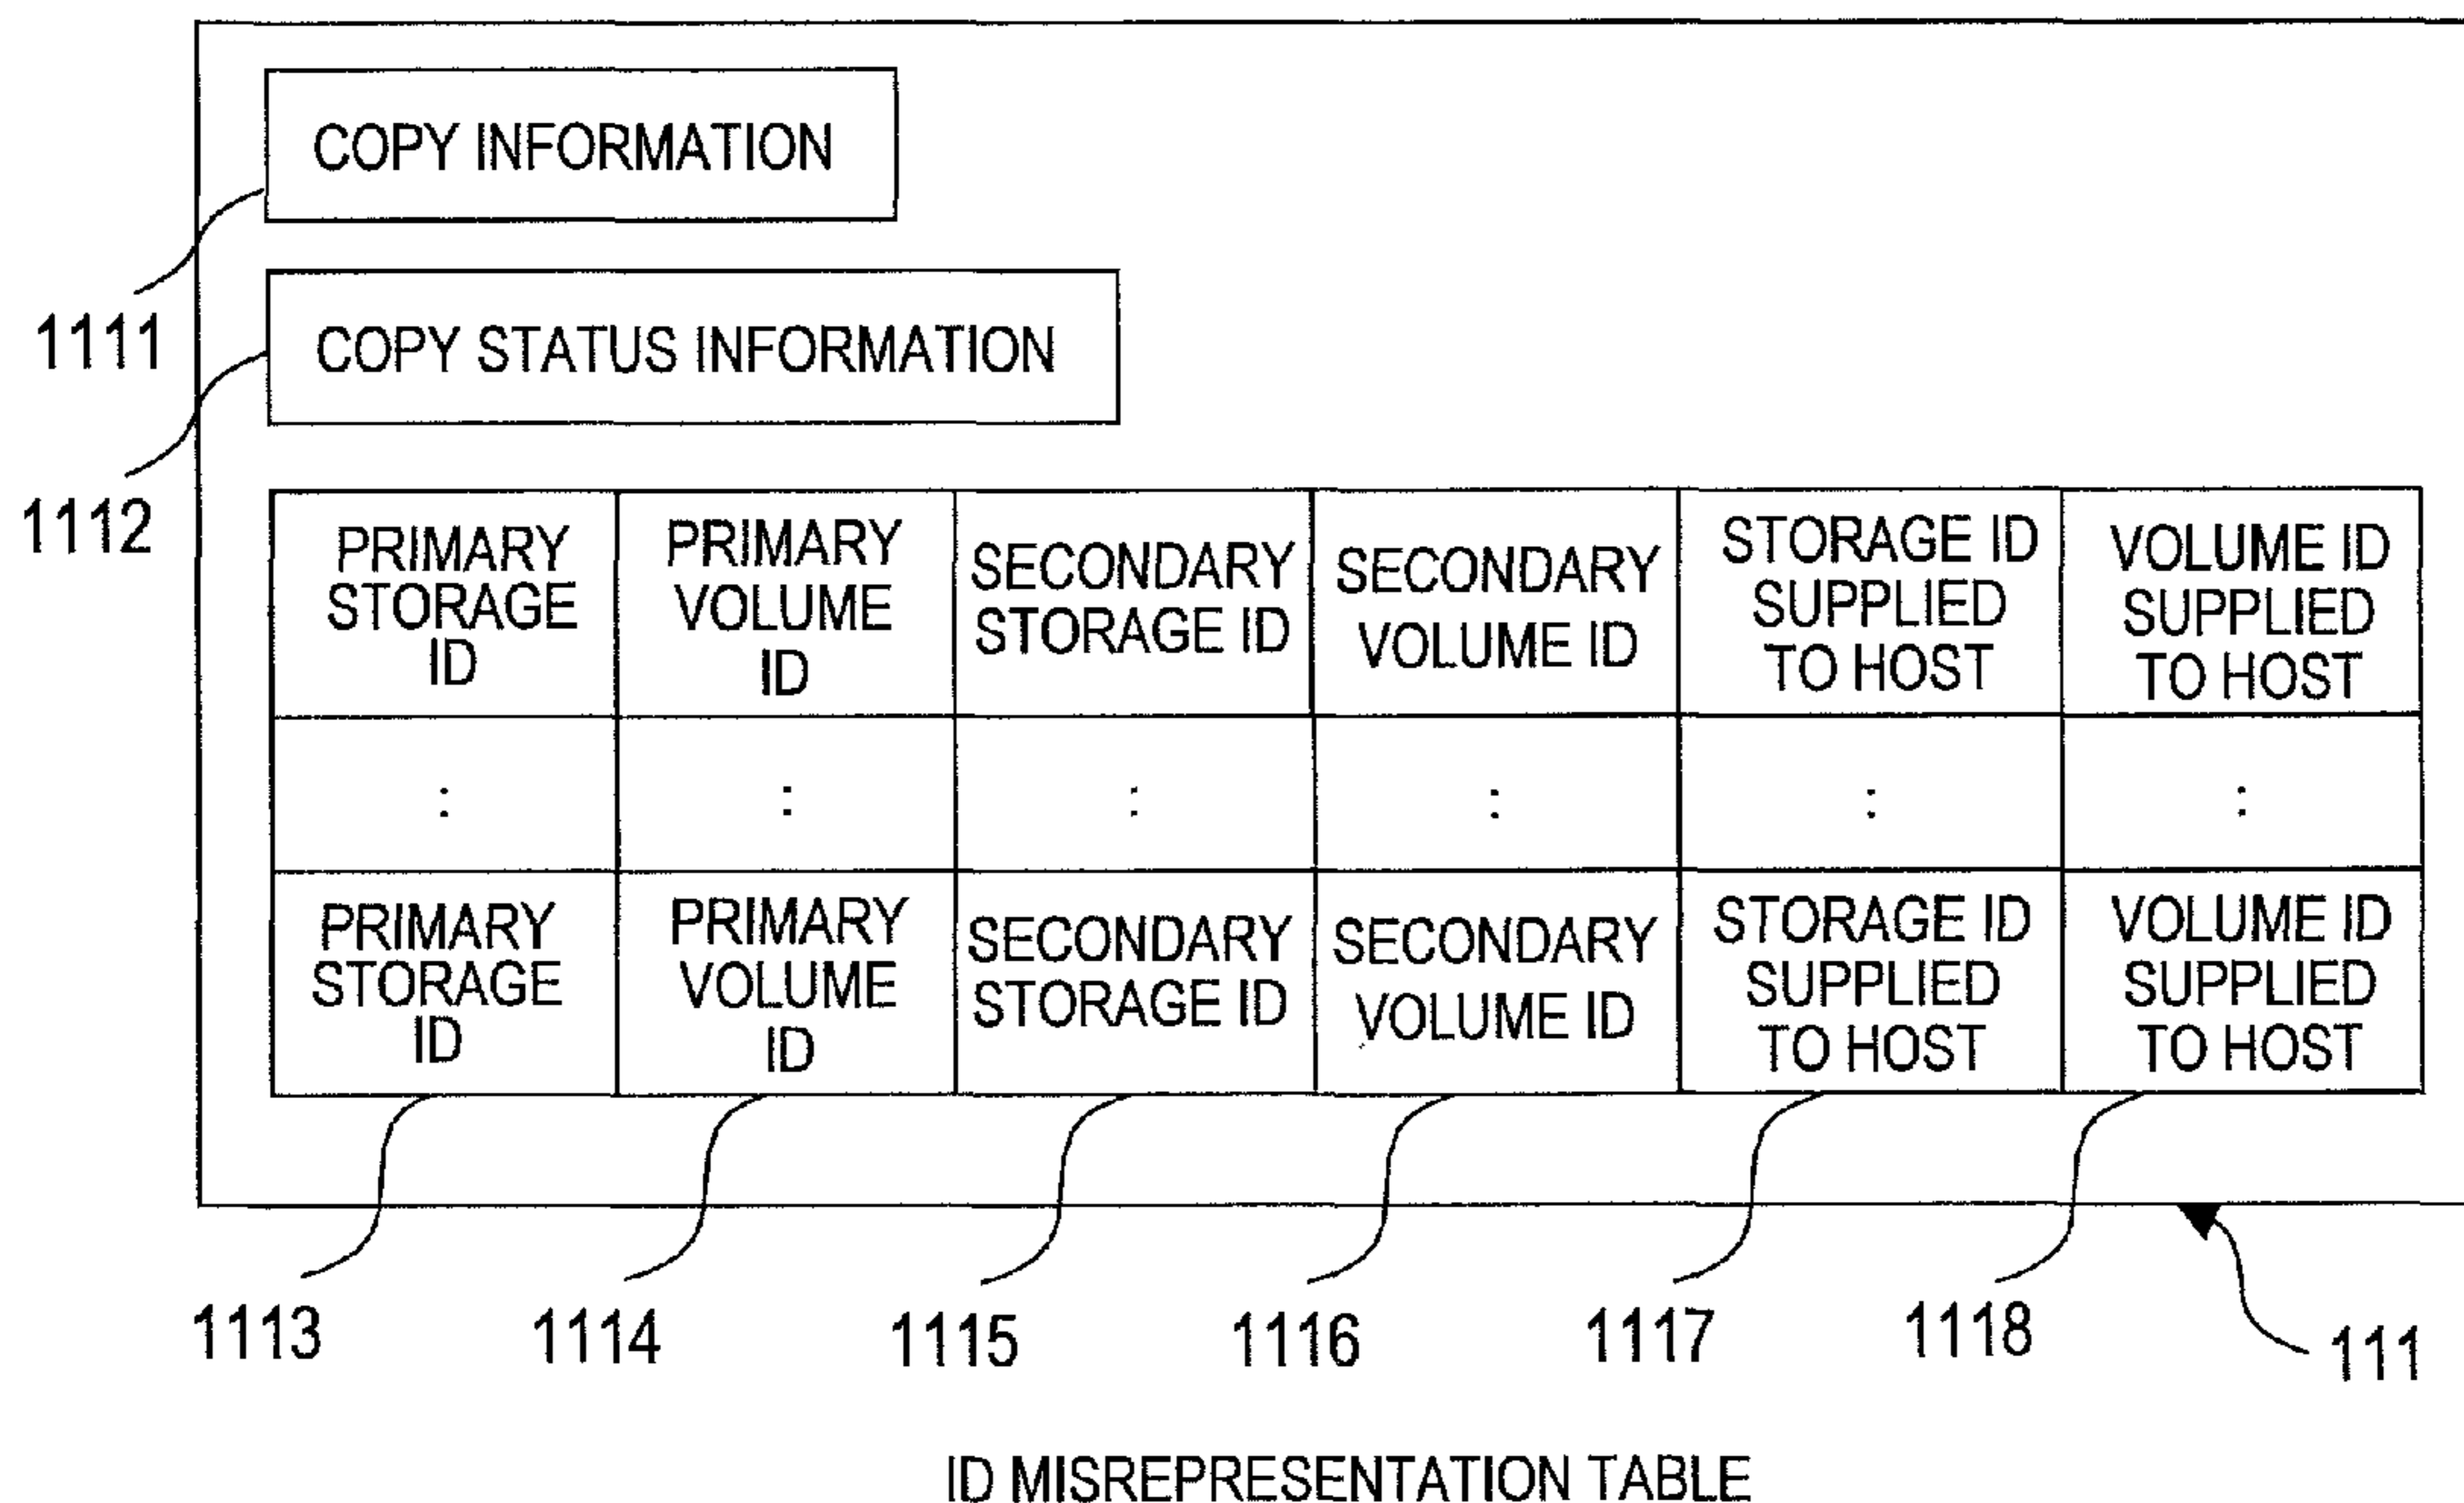 COPY INFORMATION
1111
COPY STATUS INFORMATION
1112
PRIMARY
STORAGE
ID
PRIMARY
VOLUME
ID
SECONDARY
STORAGE ID
SECONDARY
VOLUME ID
STORAGE ID
SUPPLIED
TO HOST
VOLUME ID
SUPPLIED
TO HOST
:
:
:
:
:
:
PRIMARY
STORAGE
ID
PRIMARY
VOLUME
ID
SECONDARY
STORAGE ID
SECONDARY
VOLUME ID
STORAGE ID
SUPPLIED
TO HOST
VOLUME ID
SUPPLIED
TO HOST
1113
1114
1115
1116
1117
1118
111
ID MISREPRESENTATION TABLE